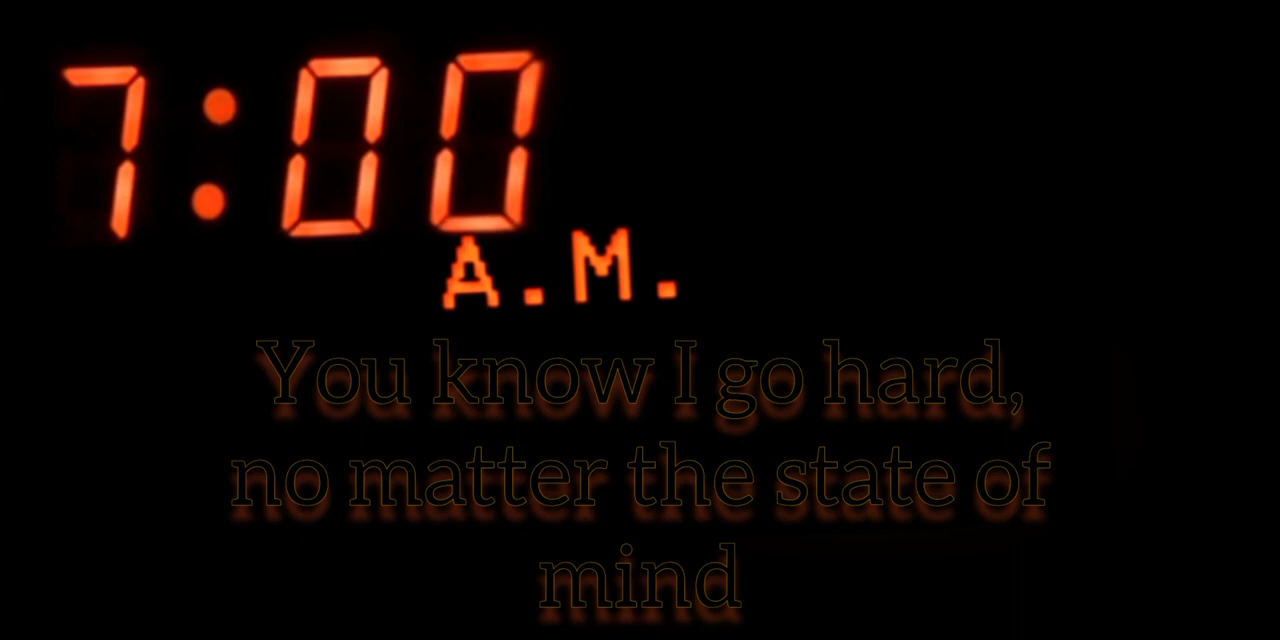 7:00
A.M.
You know I go hard,
no matter the state of
mind